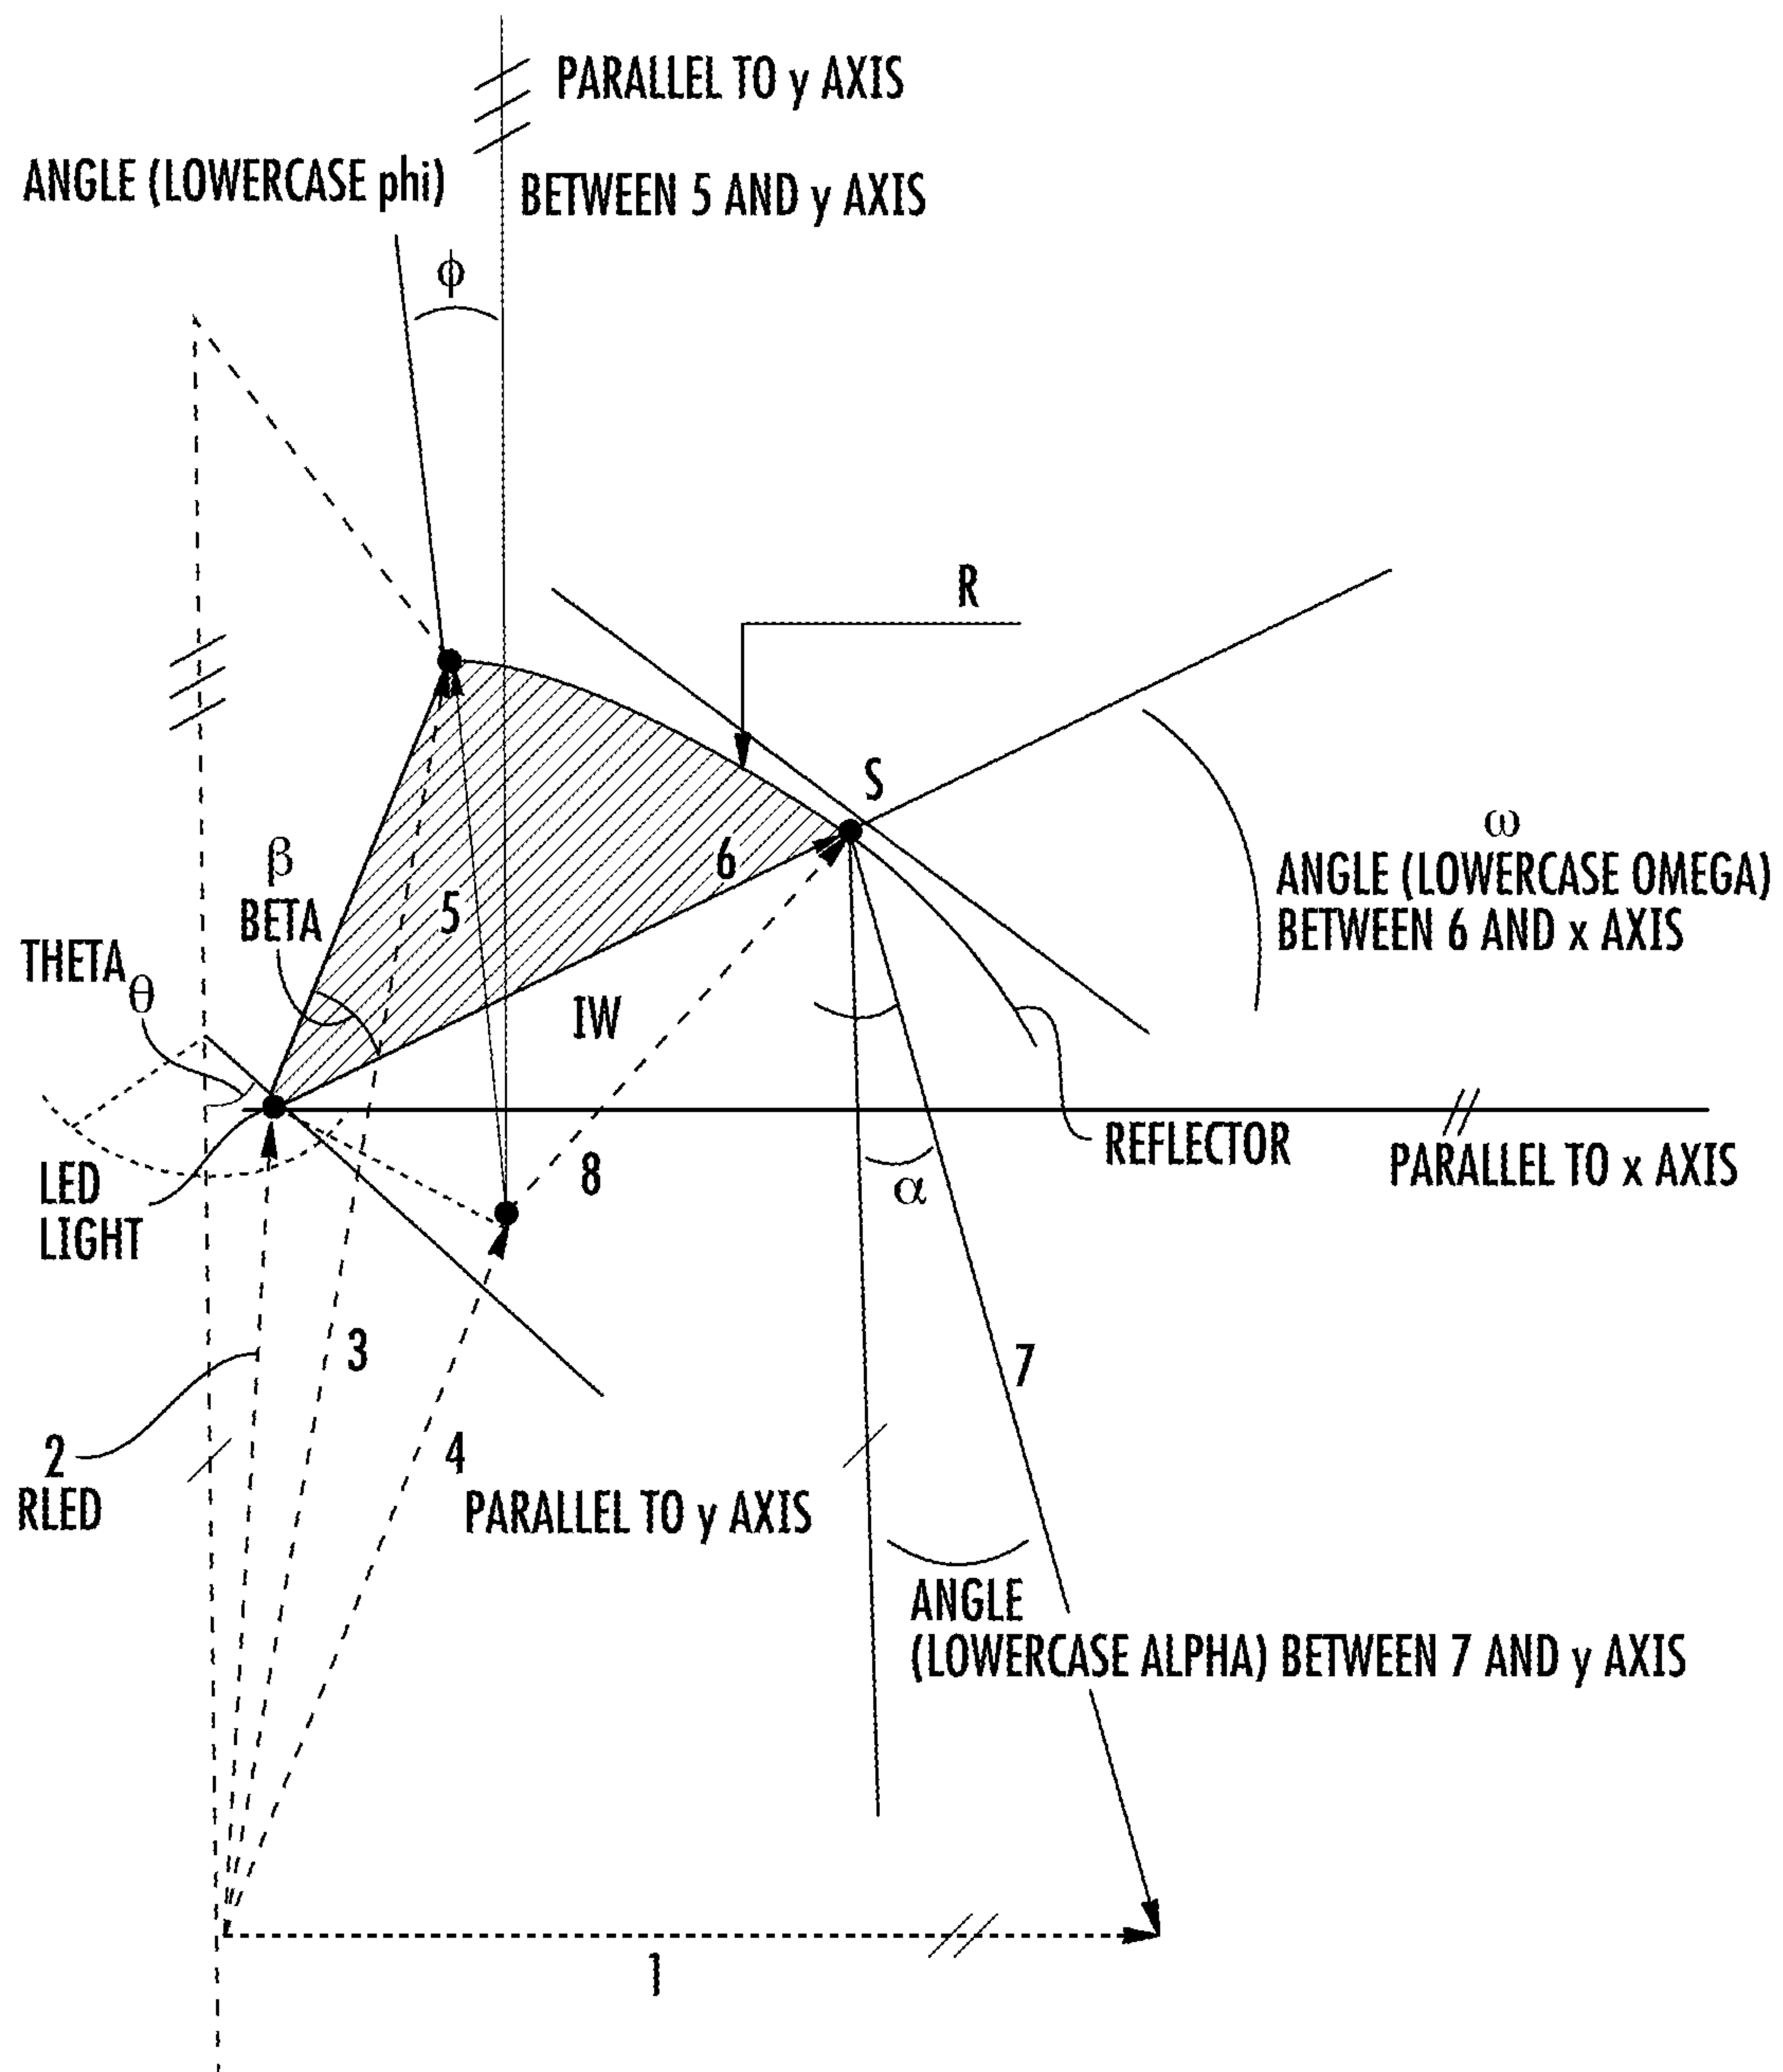 PARALLEL TO y AXIS
ANGLE (LOWERCASE phi)
BETWEEN 5 AND y AXIS
ϕ
R
S
ω
ANGLE (LOWERCASE OMEGA)
BETWEEN 6 AND x AXIS
6
β
BETA
5
THETA
θ
IW
REFLECTOR
PARALLEL TO x AXIS
LED
LIGHT
8
α
3
7
2
RLED
4
PARALLEL TO y AXIS
ANGLE
(LOWERCASE ALPHA) BETWEEN 7 AND y AXIS
1